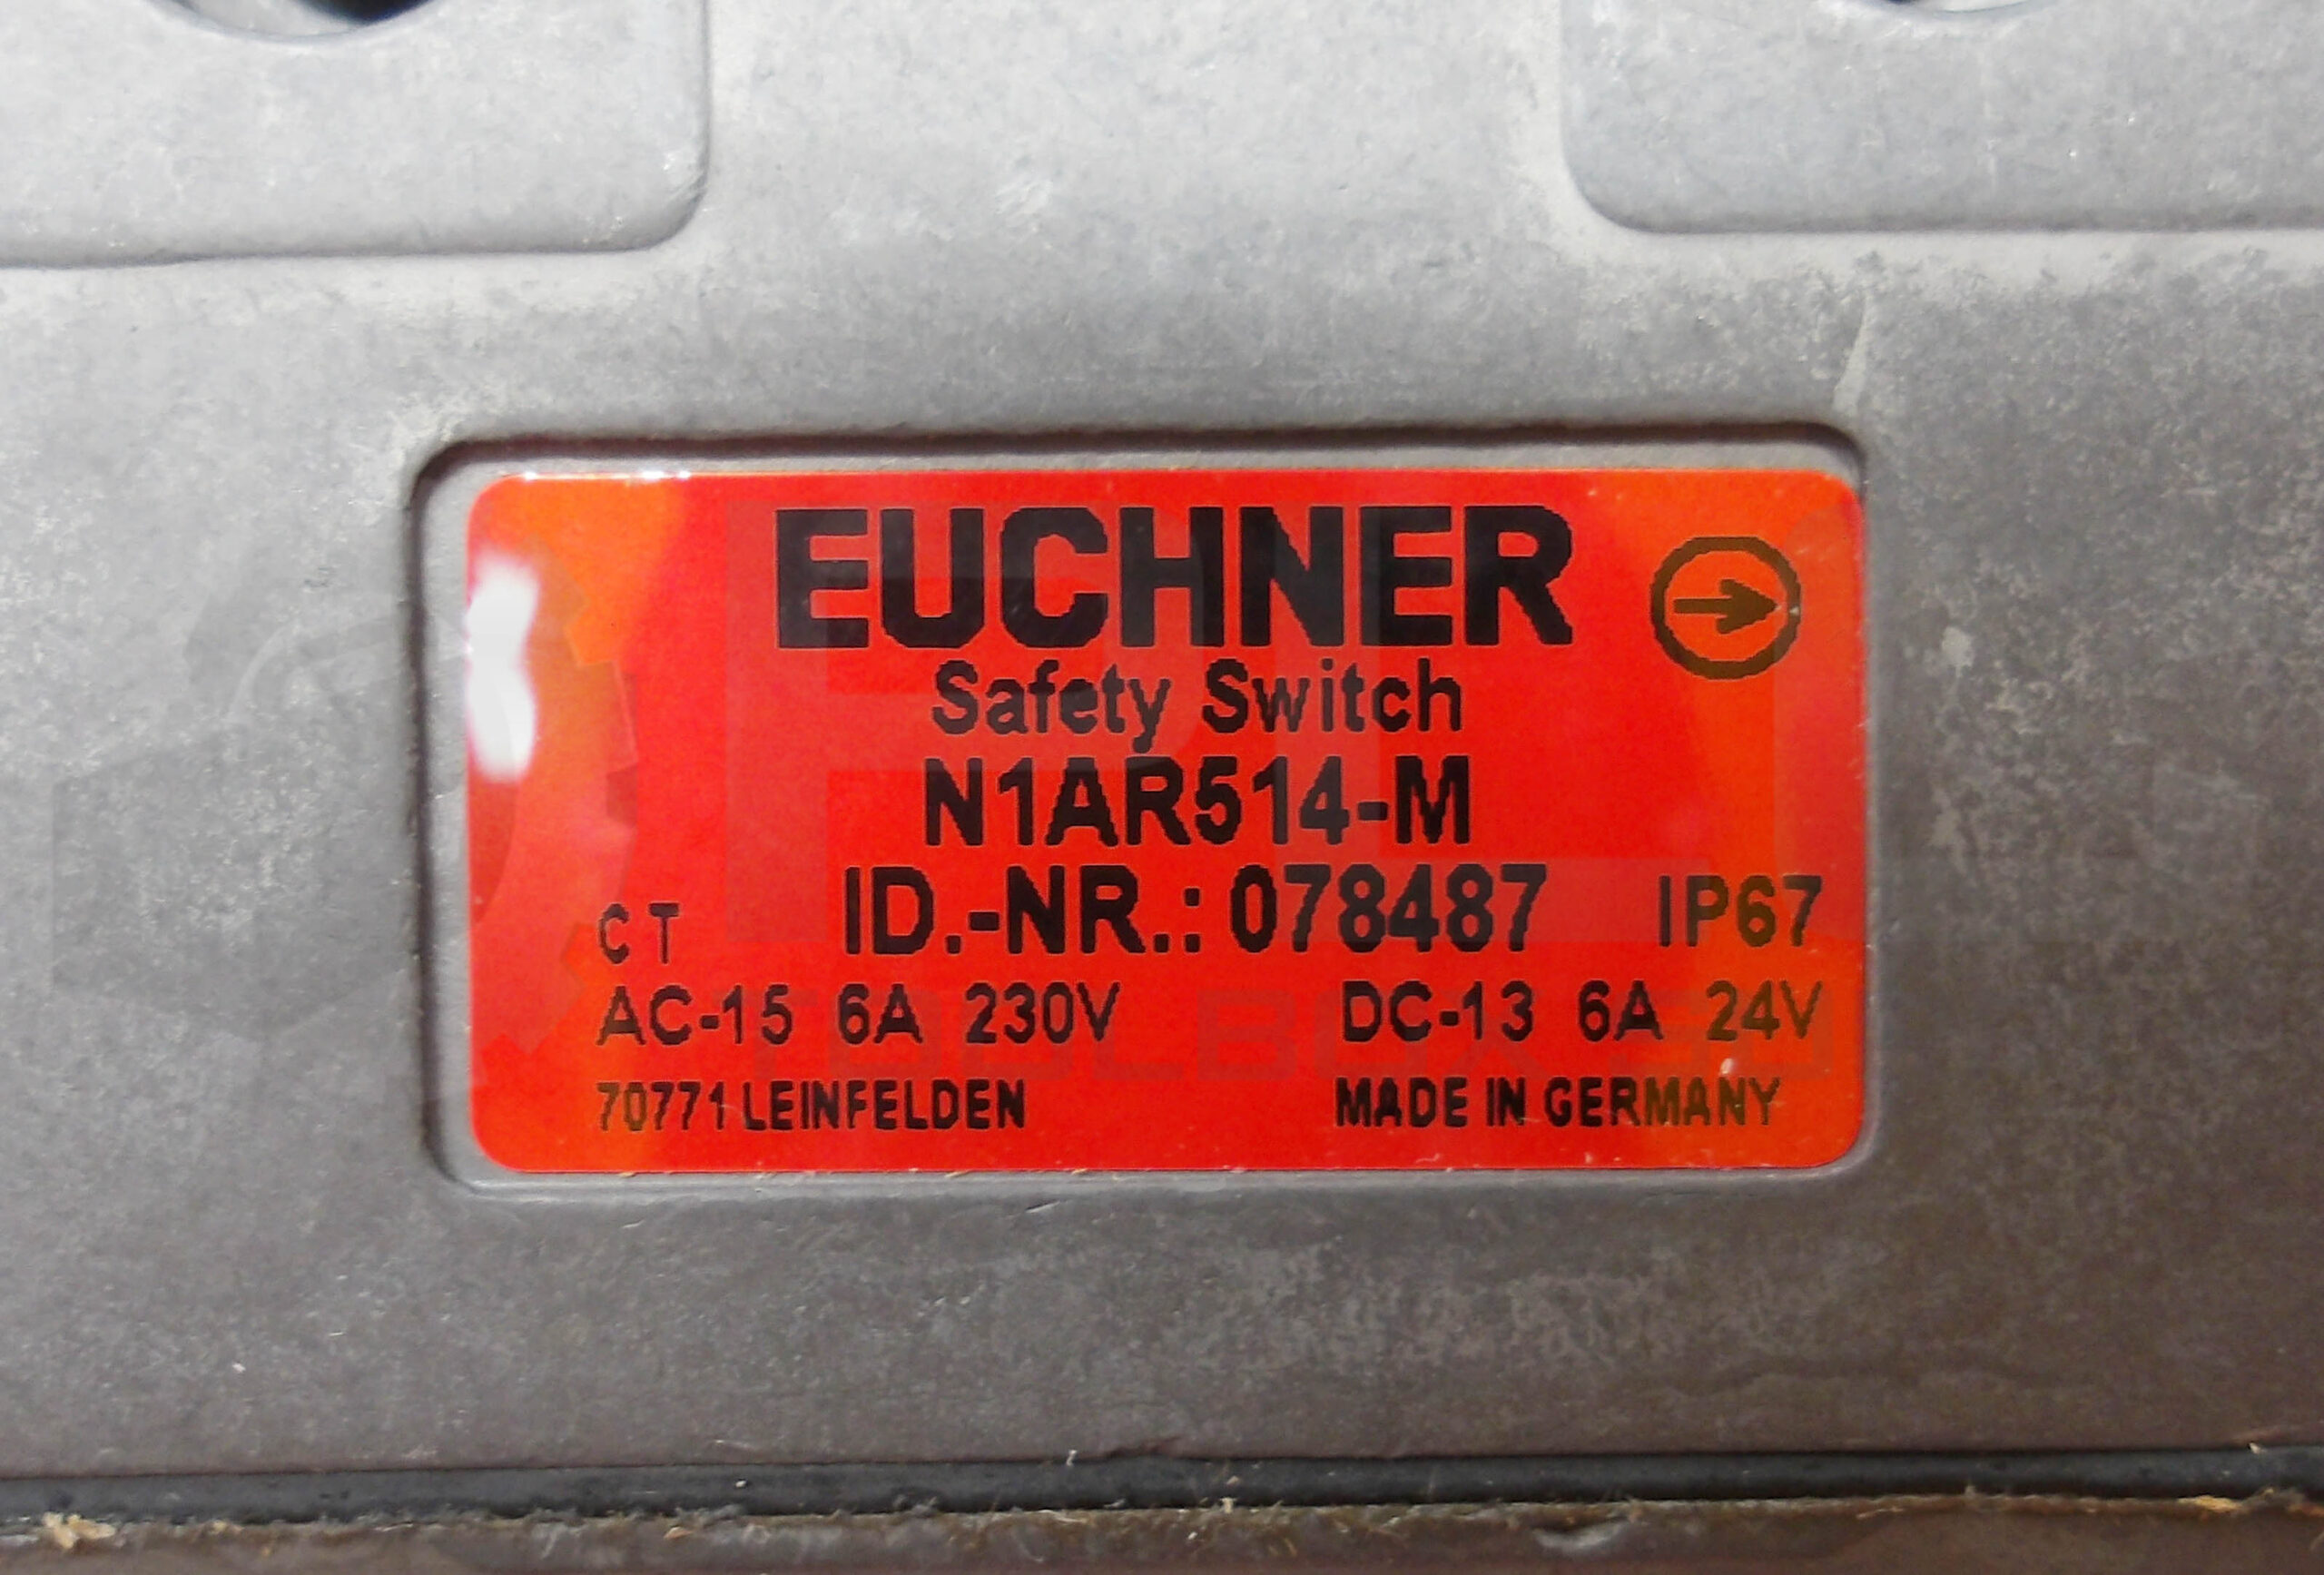 EUCHNER
Safety Switch
N1AR514-M
CT ID.-NR.: 078487 IP67
AC-15 6A 230V DC-13 6A 24V
70771 LEINFELDEN MADE IN GERMANY